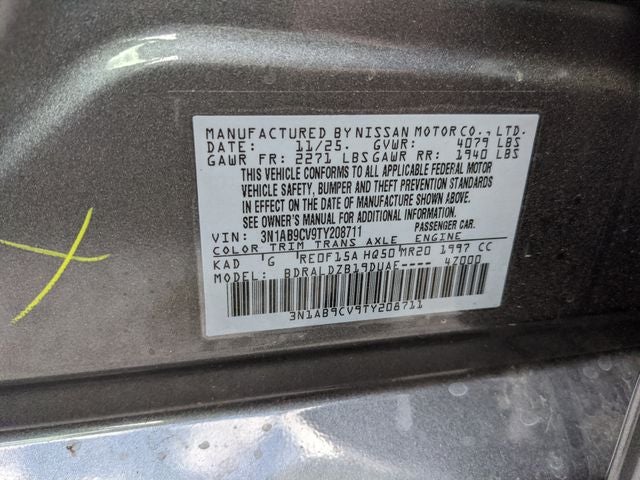 MANUFACTURED BY NISSAN MOTOR CO., LTD.
DATE: 11/25. GVWR: 4079 LBS
GAWR FR: 2271 LBS GAWR RR: 1940 LBS
THIS VEHICLE CONFORMS TO ALL APPLICABLE FEDERAL MOTOR
VEHICLE SAFETY, BUMPER AND THEFT PREVENTION STANDARDS
IN EFFECT ON THE DATE OF MANUFACTURE SHOWN ABOVE.
SEE OWNER'S MANUAL FOR ADDITIONAL INFORMATION.
VIN: 3N1AB9CV9TY208711 PASSENGER CAR.
COLOR TRIM TRANS AXLE ENGINE
KAD G RE0F15A HQ50 MR20 1997 CC
MODEL: BDRALDZB19DUAE---- 4Z000
3N1AB9CV9TY208711